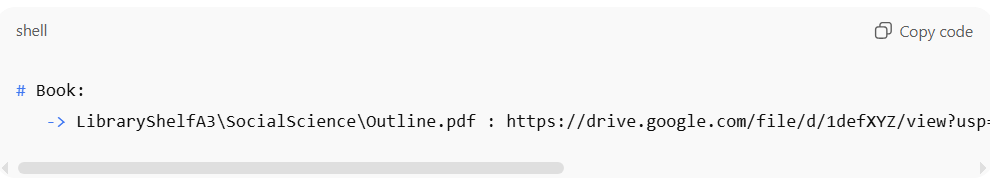 shell
Copy code
# Book:
-> LibraryShelfA3\SocialScience\Outline.pdf : https://drive.google.com/file/d/1defXYZ/view?usp=